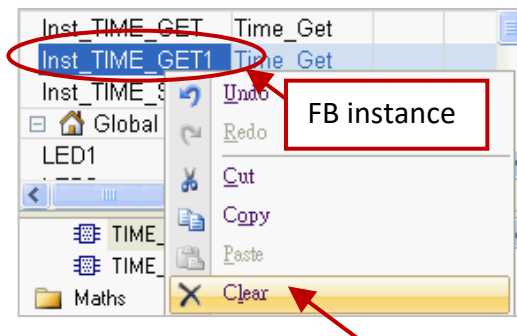 Inst_TIME_GET Time_Get
Inst_TIME_GET1 Time_Get
Inst_TIME_S
Undo
FB instance
Global
Redo
LED1
Cut
Copy
TIME_
Paste
TIME_
Maths
Clear